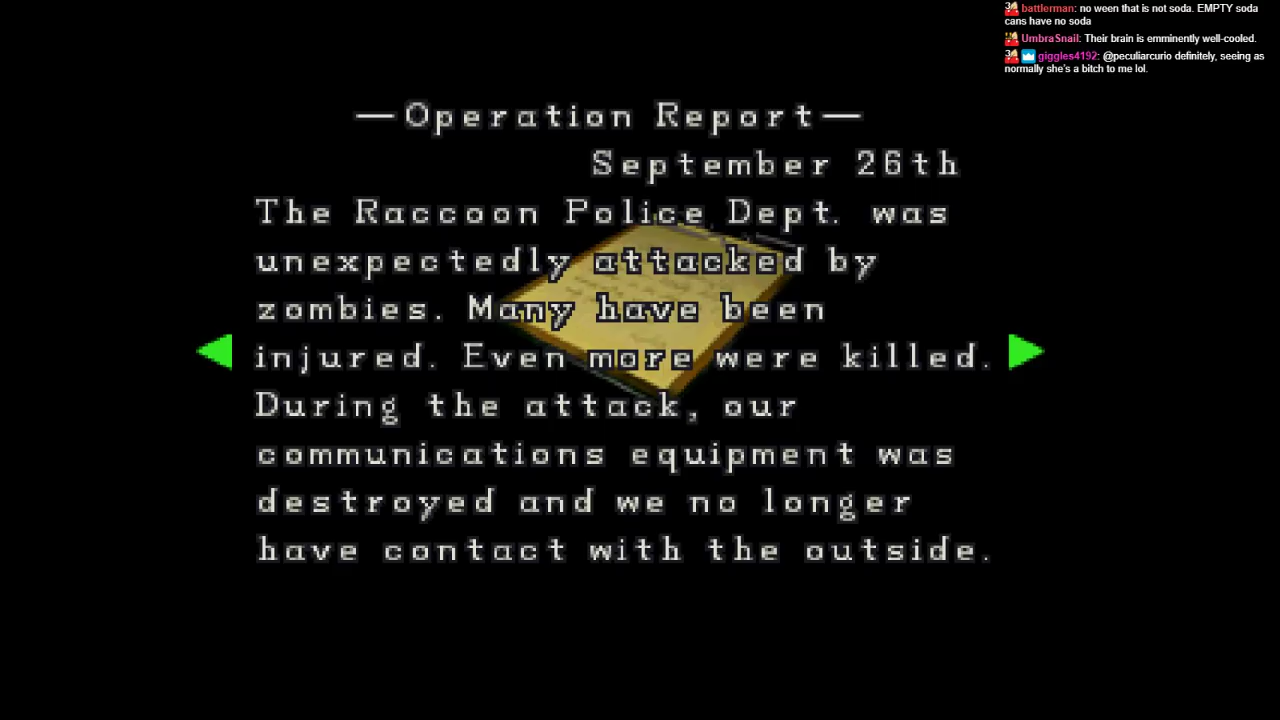 battlerman: no ween that is not soda. EMPTY soda
cans have no soda
UmbraSnail: Their brain is emminently well-cooled.
giggles4192: @peculiarcurio definitely, seeing as
normally she's a bitch to me lol.
—Operation Report—
September 26th
The Raccoon Police Dept. was
unexpectedly attacked by
zombies. Many have been
injured. Even more were killed.
During the attack, our
communications equipment was
destroyed and we no longer
have contact with the outside.